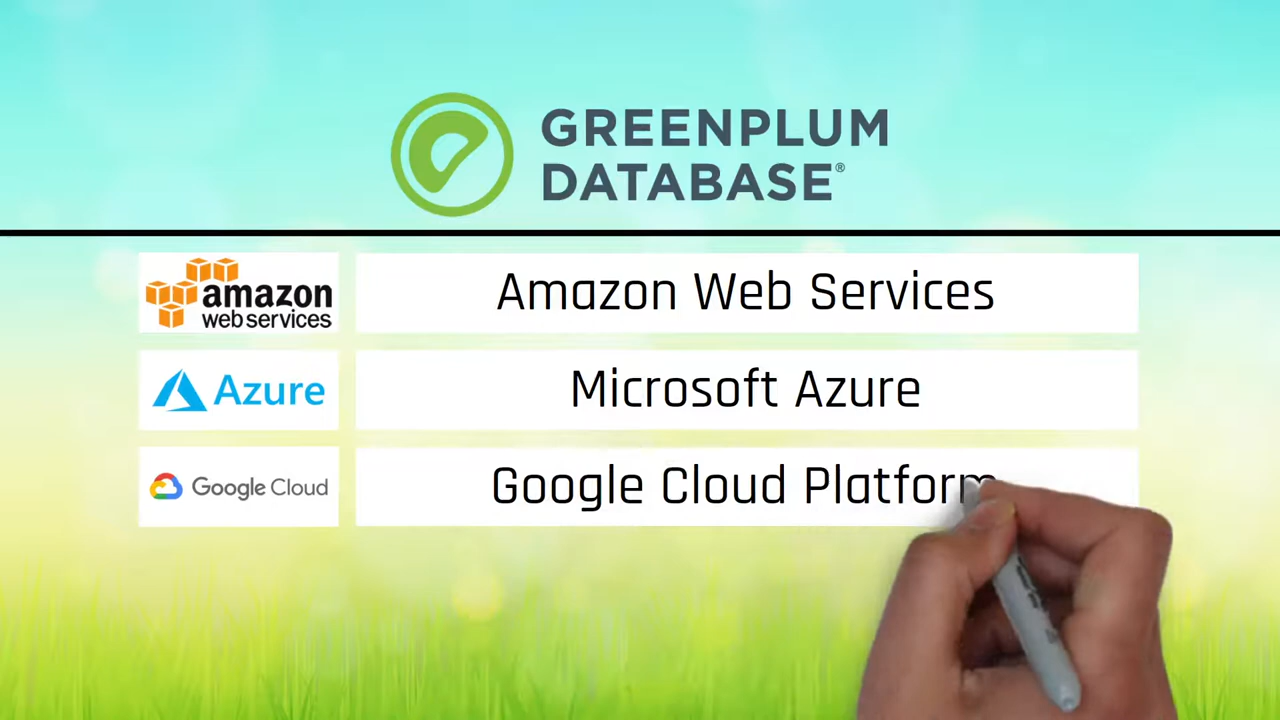 GREENPLUM
DATABASE®
amazon
web services
Amazon Web Services
Azure
Microsoft Azure
Google Cloud
Google Cloud Platform